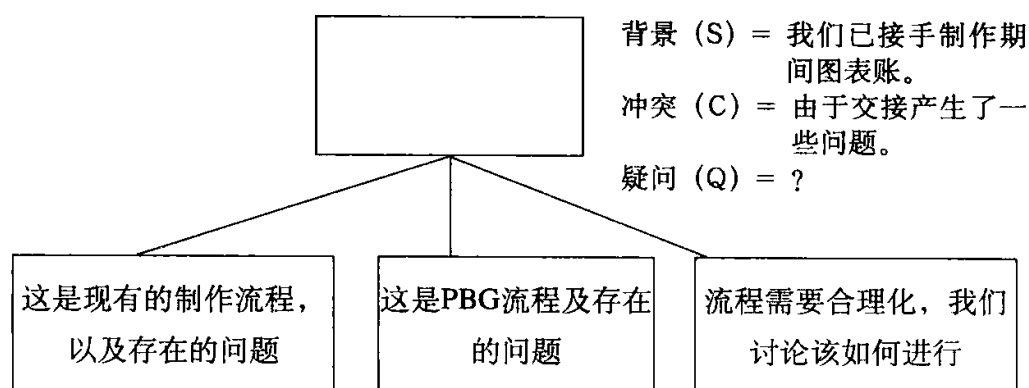 背景（S）= 我们已接手制作期
间图表账。
冲突（C）= 由于交接产生了一
些问题。
疑问（Q）= ？
这是现有的制作流程，
以及存在的问题
这是PBG流程及存在
的问题
流程需要合理化，我们
讨论该如何进行